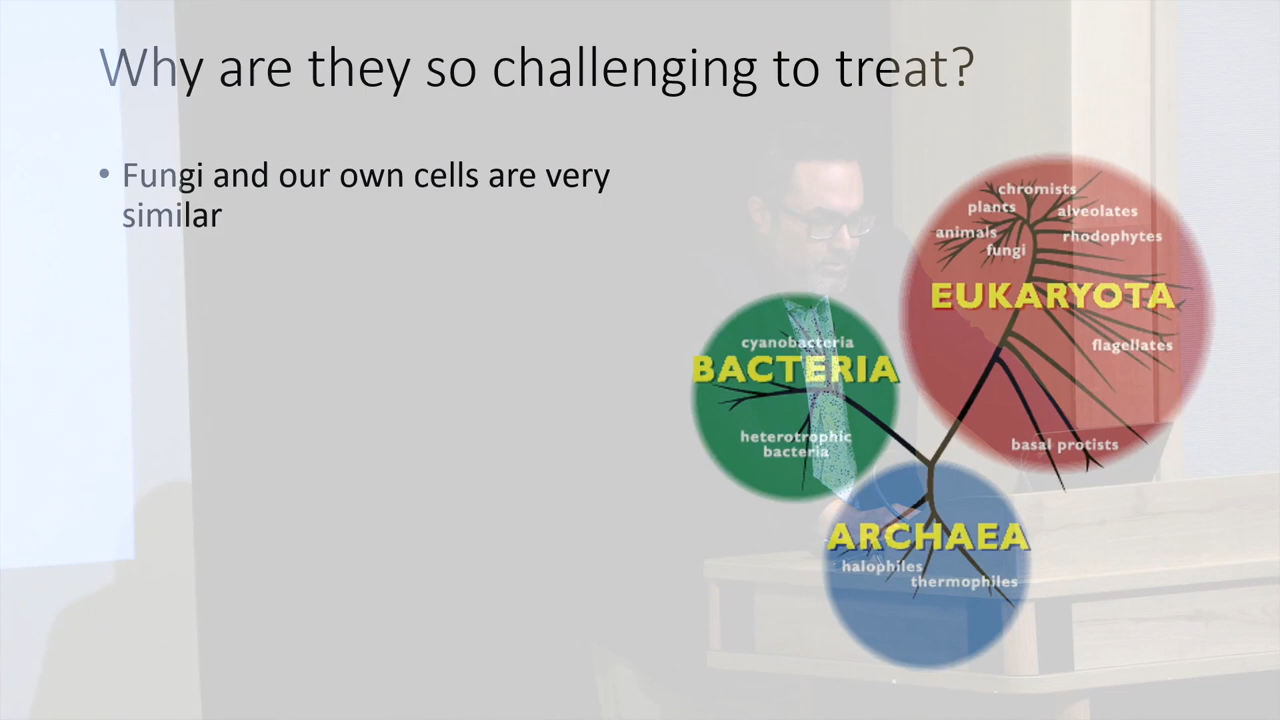 Why are they so challenging to treat?
• Fungi and our own cells are very
similar
chromists
plants
alveolates
animals
rhodophytes
fungi
EUKARYOTA
flagellates
basal protists
cyanobacteria
BACTERIA
heterotrophic
bacteria
ARCHAEA
halophiles
thermophiles